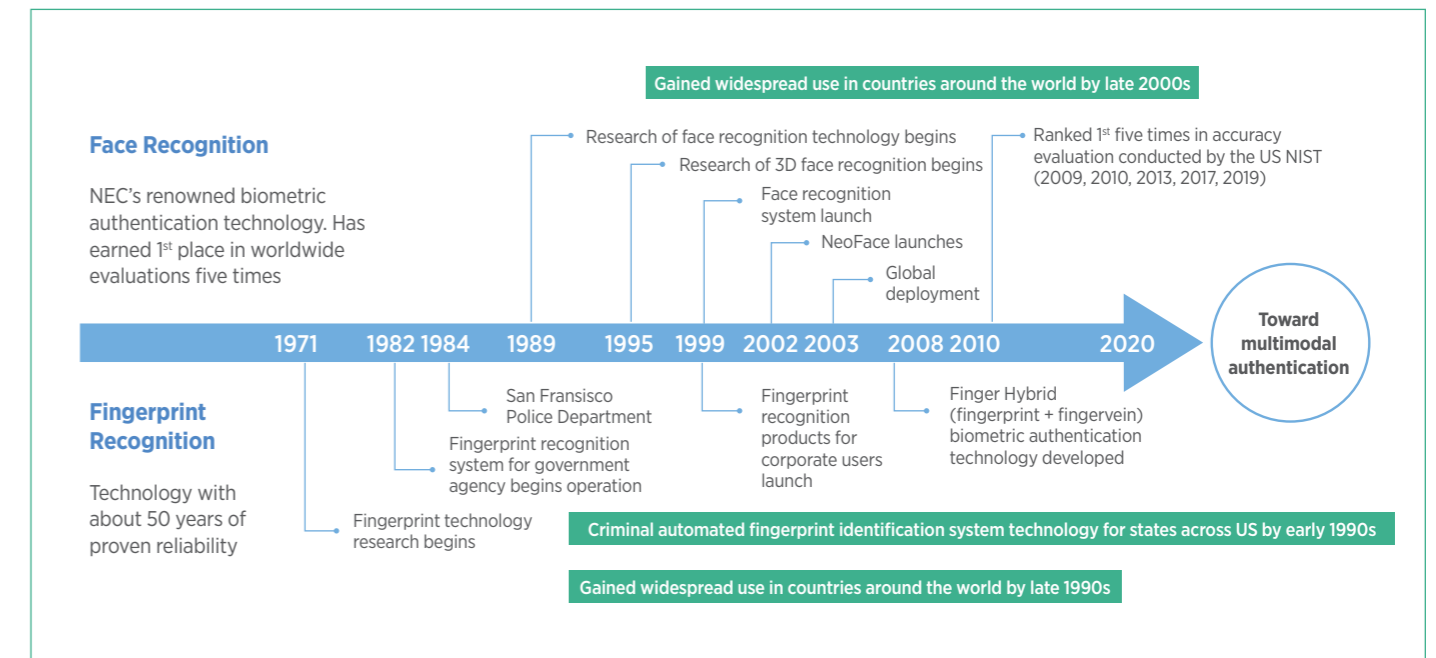 Gained widespread use in countries around the world by late 2000s
Face Recognition
NEC’s renowned biometric
authentication technology. Has
earned 1st place in worldwide
evaluations five times
Research of face recognition technology begins
Research of 3D face recognition begins
Face recognition
system launch
NeoFace launches
Global
deployment
Ranked 1st five times in accuracy
evaluation conducted by the US NIST
(2009, 2010, 2013, 2017, 2019)
1971 1982 1984 1989 1995 1999 2002 2003 2008 2010 2020
Toward
multimodal
authentication
Fingerprint
Recognition
Technology with
about 50 years of
proven reliability
San Fransisco
Police Department
Fingerprint recognition
system for government
agency begins operation
Fingerprint technology
research begins
Fingerprint
recognition
products for
corporate users
launch
Finger Hybrid
(fingerprint + fingervein)
biometric authentication
technology developed
Criminal automated fingerprint identification system technology for states across US by early 1990s
Gained widespread use in countries around the world by late 1990s